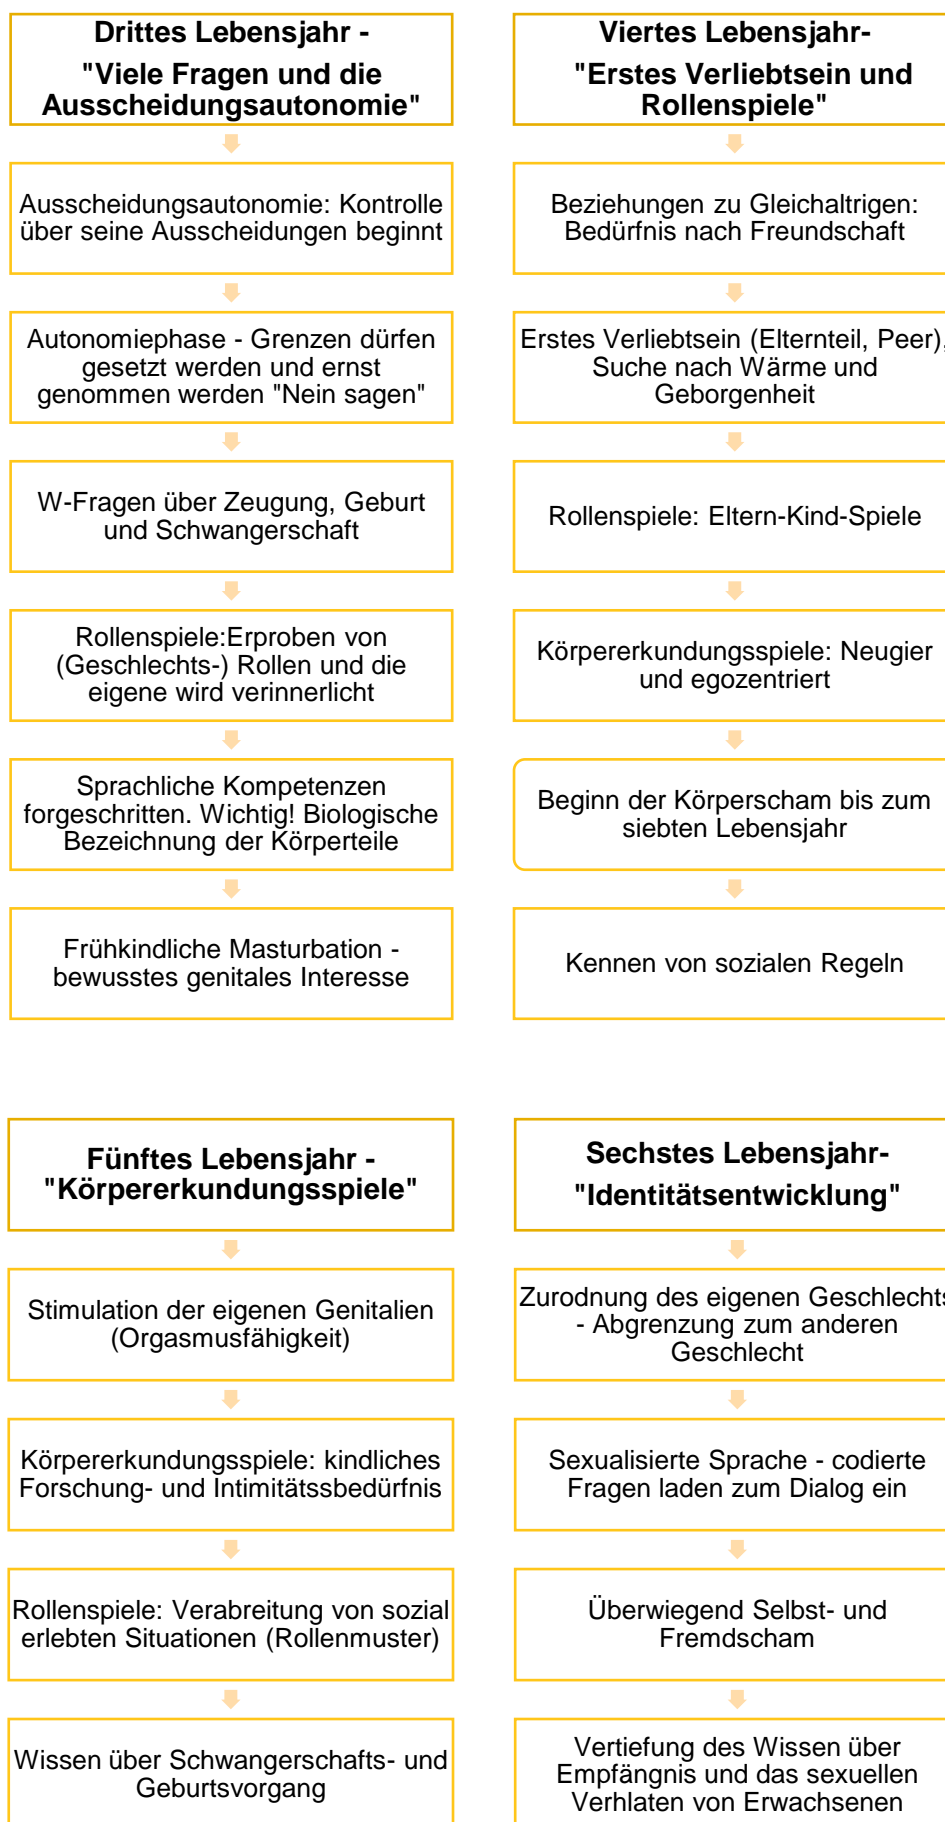 Drittes Lebensjahr -
"Viele Fragen und die
Ausscheidungsautonomie"
Ausscheidungsautonomie: Kontrolle
über seine Ausscheidungen beginnt
Autonomiephase - Grenzen dürfen
gesetzt werden und ernst
genommen werden "Nein sagen"
W-Fragen über Zeugung, Geburt
und Schwangerschaft
Rollenspiele:Erproben von
(Geschlechts-) Rollen und die
eigene wird verinnerlicht
Sprachliche Kompetenzen
forgeschritten. Wichtig! Biologische
Bezeichnung der Körperteile
Frühkindliche Masturbation -
bewusstes genitales Interesse
Viertes Lebensjahr-
"Erstes Verliebtsein und
Rollenspiele"
Beziehungen zu Gleichaltrigen:
Bedürfnis nach Freundschaft
Erstes Verliebtsein (Elternteil, Peer),
Suche nach Wärme und
Geborgenheit
Rollenspiele: Eltern-Kind-Spiele
Körpererkundungsspiele: Neugier
und egozentriert
Beginn der Körperscham bis zum
siebten Lebensjahr
Kennen von sozialen Regeln
Fünftes Lebensjahr -
"Körpererkundungsspiele"
Stimulation der eigenen Genitalien
(Orgasmusfähigkeit)
Körpererkundungsspiele: kindliches
Forschung- und Intimitätssbedürfnis
Rollenspiele: Verabreitung von sozial
erlebten Situationen (Rollenmuster)
Wissen über Schwangerschafts- und
Geburtsvorgang
Sechstes Lebensjahr-
"Identitätsentwicklung"
Zurodnung des eigenen Geschlechts
- Abgrenzung zum anderen
Geschlecht
Sexualisierte Sprache - codierte
Fragen laden zum Dialog ein
Überwiegend Selbst- und
Fremdscham
Vertiefung des Wissen über
Empfängnis und das sexuellen
Verhlaten von Erwachsenen